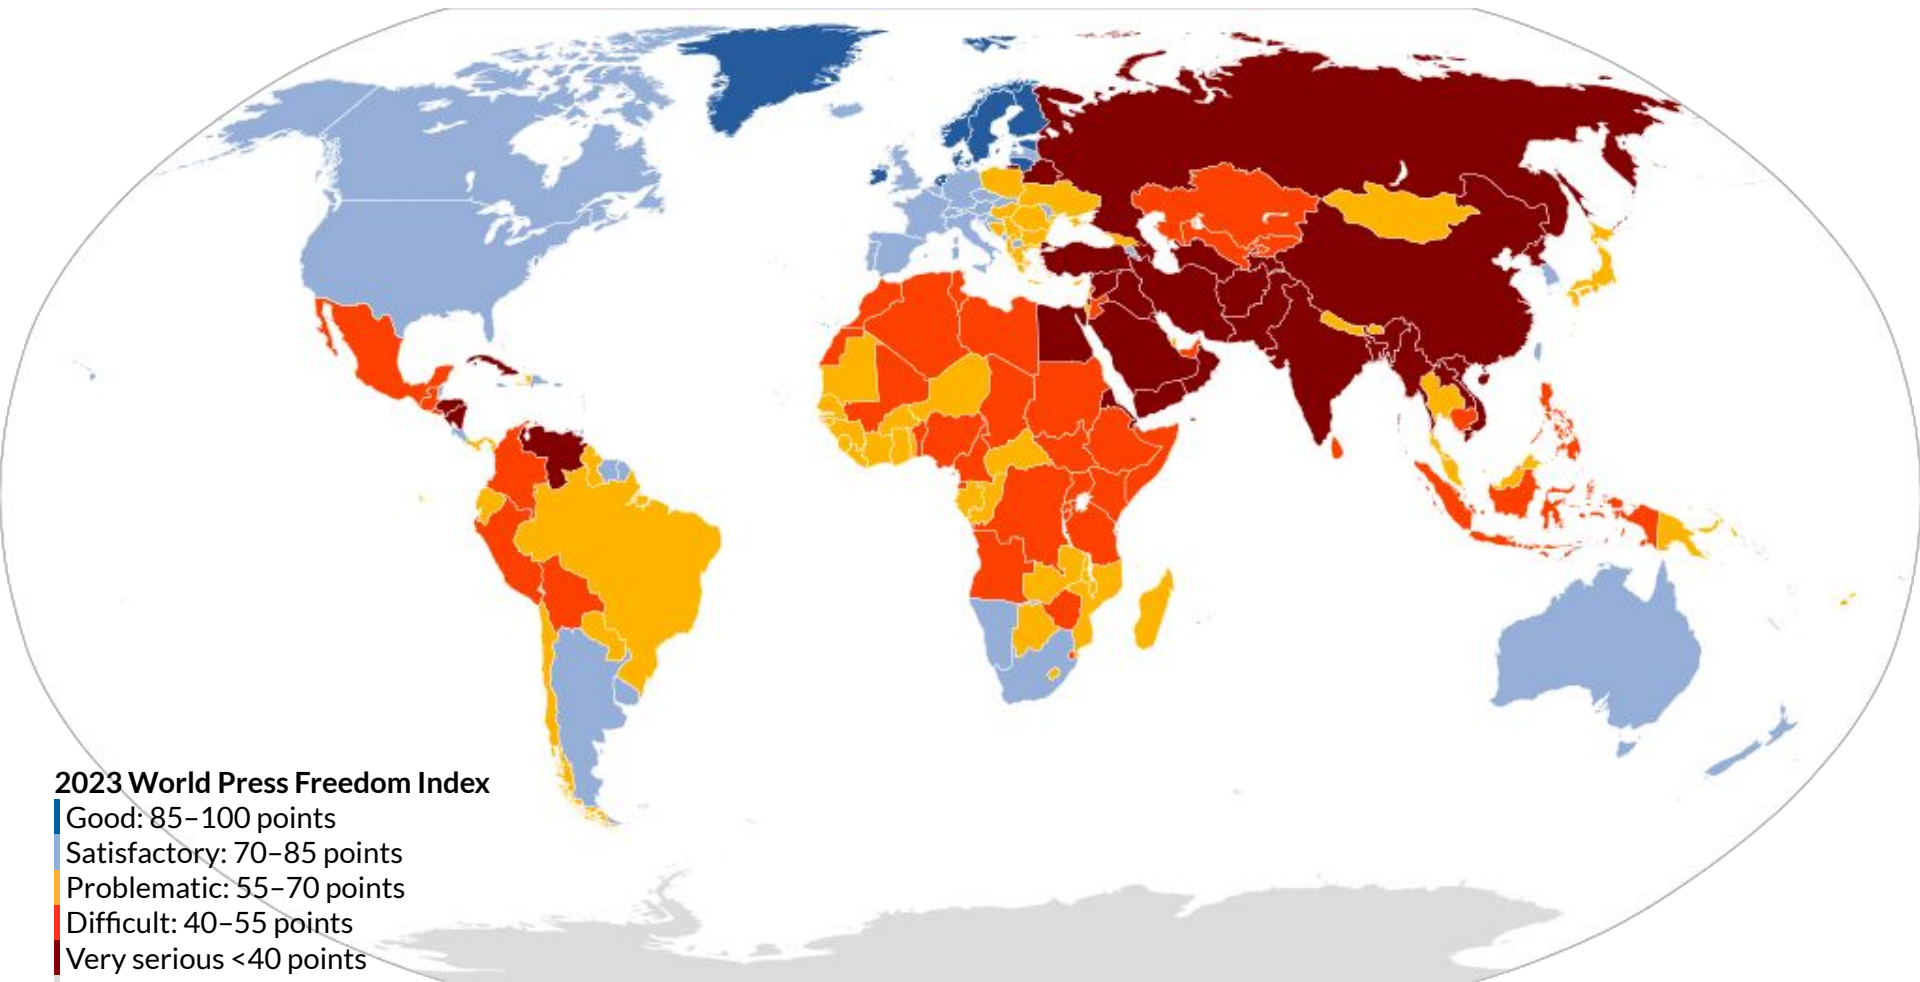 2023 World Press Freedom Index
Good: 85–100 points
Satisfactory: 70–85 points
Problematic: 55–70 points
Difficult: 40–55 points
Very serious <40 points